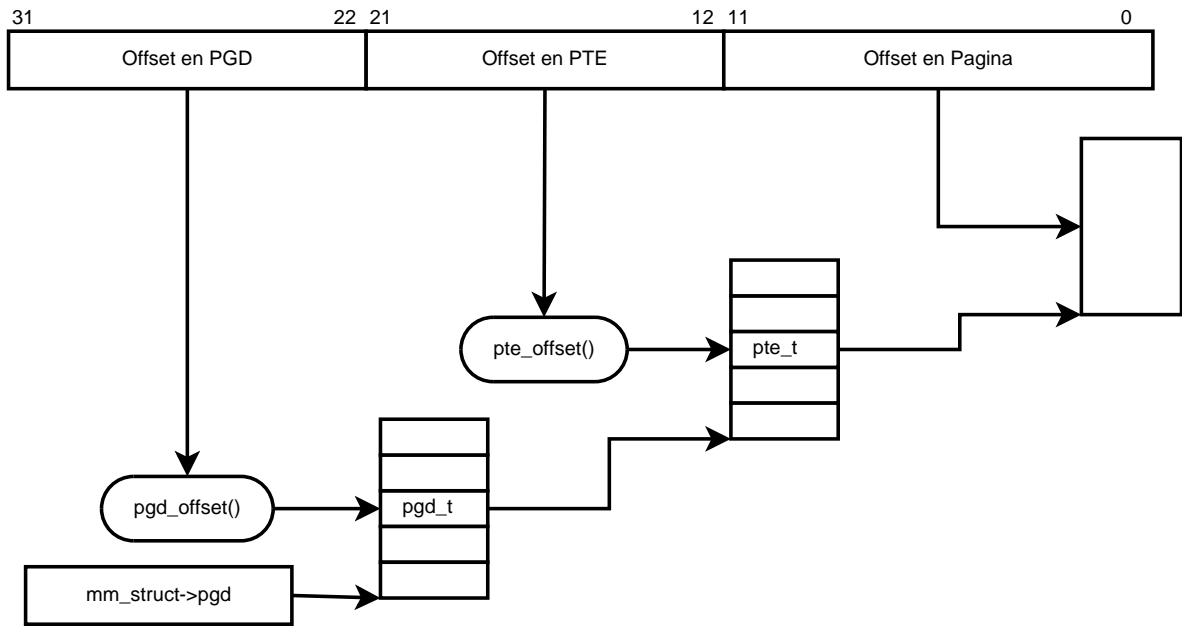 31 22 21 12 11 0
Offset en PGD Offset en PTE Offset en Pagina
pte_offset() pte_t
pgd_offset() pgd_t
mm_struct->pgd